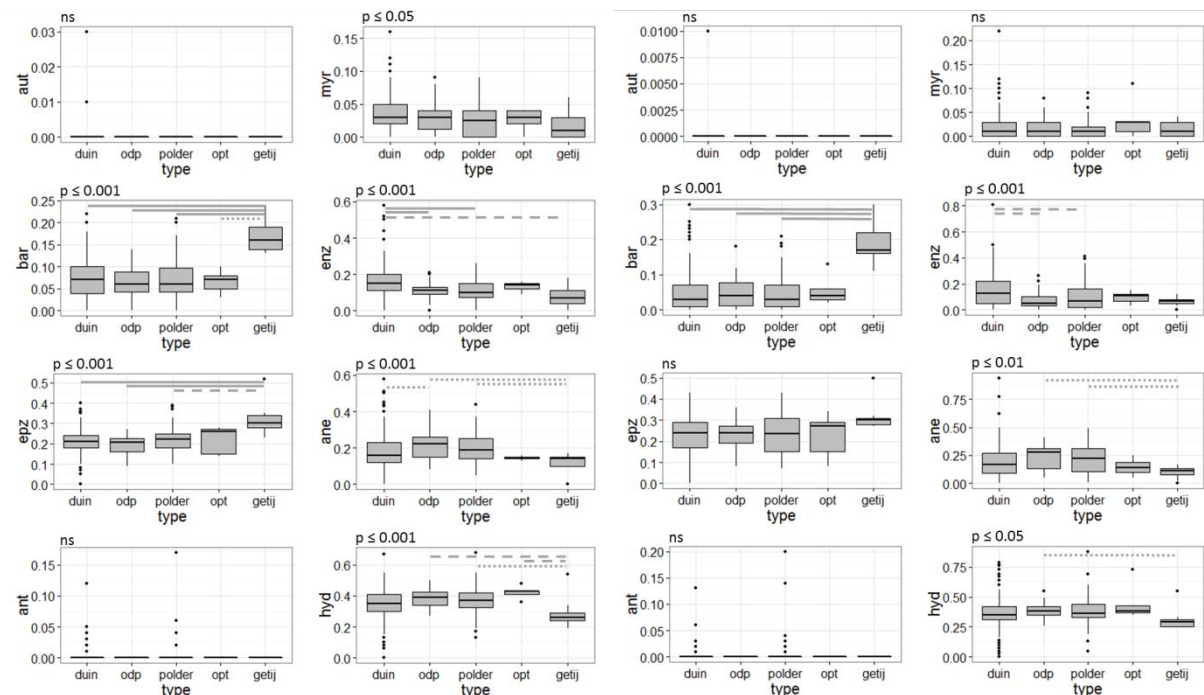 ns
aut
0.03
0.02
0.01
0.00
duin odp polder opt getij
type
p ≤ 0.05
myr
0.15
0.10
0.05
0.00
duin odp polder opt getij
type
ns
aut
0.0100
0.0075
0.0050
0.0025
0.0000
duin odp polder opt getij
type
ns
myr
0.20
0.15
0.10
0.05
0.00
duin odp polder opt getij
type
p ≤ 0.001
bar
0.25
0.20
0.15
0.10
0.05
0.00
duin odp polder opt getij
type
p ≤ 0.001
enz
0.6
0.4
0.2
0.0
duin odp polder opt getij
type
p ≤ 0.001
bar
0.3
0.2
0.1
0.0
duin odp polder opt getij
type
p ≤ 0.001
enz
0.8
0.6
0.4
0.2
0.0
duin odp polder opt getij
type
p ≤ 0.001
epz
0.5
0.4
0.3
0.2
0.1
0.0
duin odp polder opt getij
type
p ≤ 0.001
ane
0.6
0.4
0.2
0.0
duin odp polder opt getij
type
ns
epz
0.5
0.4
0.3
0.2
0.1
0.0
duin odp polder opt getij
type
p ≤ 0.01
ane
0.75
0.50
0.25
0.00
duin odp polder opt getij
type
ns
ant
0.15
0.10
0.05
0.00
duin odp polder opt getij
type
p ≤ 0.001
hyd
0.6
0.4
0.2
0.0
duin odp polder opt getij
type
ns
ant
0.20
0.15
0.10
0.05
0.00
duin odp polder opt getij
type
p ≤ 0.05
hyd
0.75
0.50
0.25
0.00
duin odp polder opt getij
type